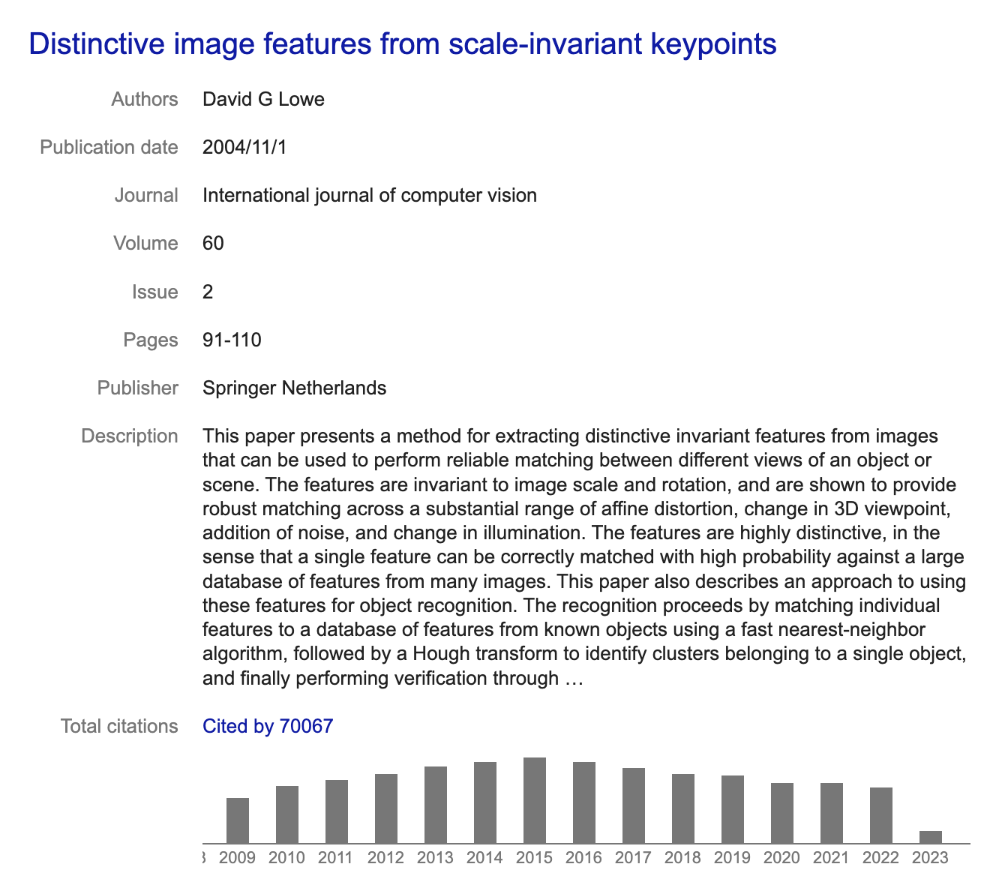 Distinctive image features from scale-invariant keypoints
Authors David G Lowe
Publication date 2004/11/1
Journal International journal of computer vision
Volume 60
Issue 2
Pages 91-110
Publisher Springer Netherlands
Description This paper presents a method for extracting distinctive invariant features from images
that can be used to perform reliable matching between different views of an object or
scene. The features are invariant to image scale and rotation, and are shown to provide
robust matching across a substantial range of affine distortion, change in 3D viewpoint,
addition of noise, and change in illumination. The features are highly distinctive, in the
sense that a single feature can be correctly matched with high probability against a large
database of features from many images. This paper also describes an approach to using
these features for object recognition. The recognition proceeds by matching individual
features to a database of features from known objects using a fast nearest-neighbor
algorithm, followed by a Hough transform to identify clusters belonging to a single object,
and finally performing verification through …
Total citations Cited by 70067
2009 2010 2011 2012 2013 2014 2015 2016 2017 2018 2019 2020 2021 2022 2023